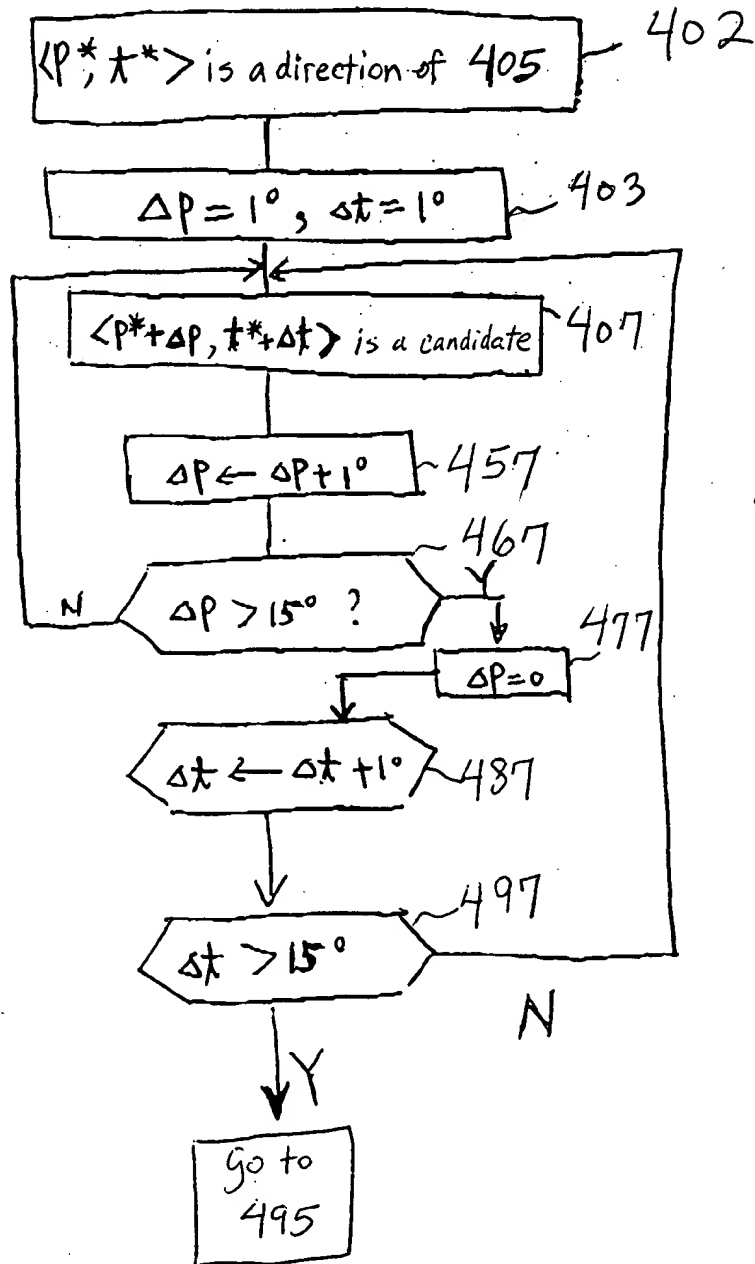 <P*, t*> is a direction of 405
402
ΔP = 1°, Δt = 1°
403
<P*+ΔP, t*+Δt> is a candidate
407
ΔP ← ΔP + 1°
457
467
ΔP > 15° ?
N
Y
477
ΔP = 0
Δt ← Δt + 1°
487
497
Δt > 15°
N
Y
Go to
495